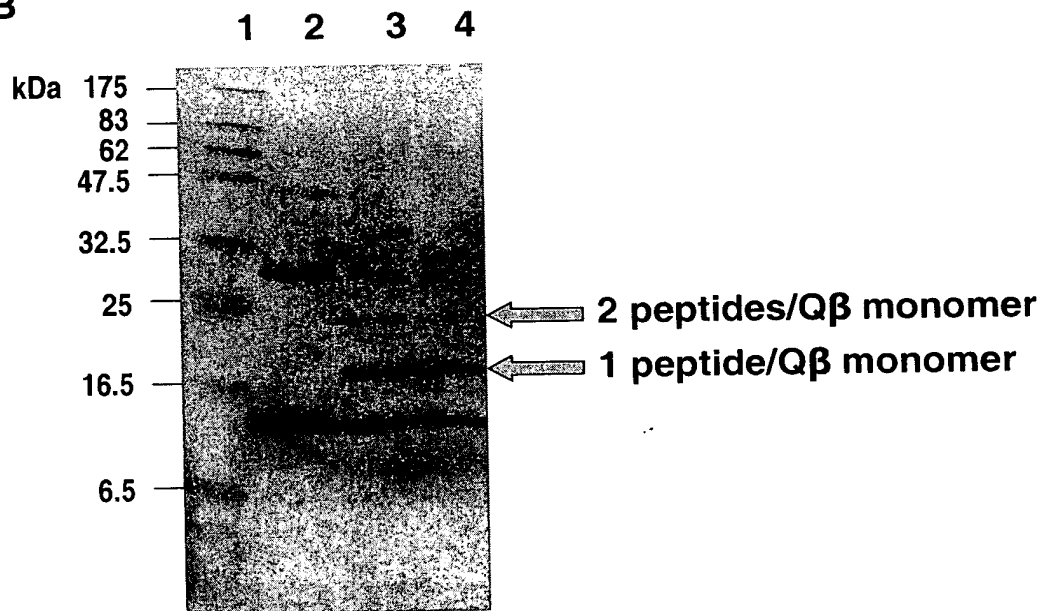 B
1 2 3 4
kDa 175
83
62
47.5
32.5
25
2 peptides/Qβ monomer
1 peptide/Qβ monomer
16.5
6.5